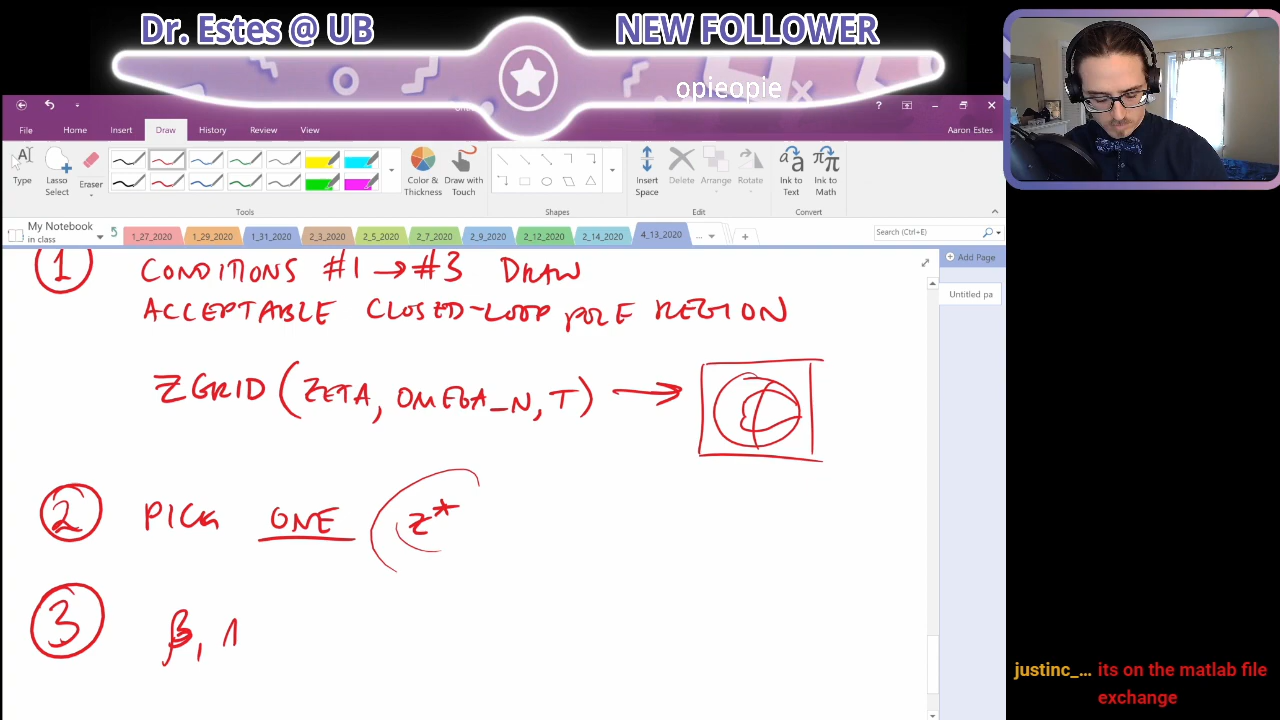 Dr. Estes @ UB
NEW FOLLOWER
opieopie
File Home Insert Draw History Review View
Aaron Estes
Type
Lasso Select
Eraser
Color & Thickness
Draw with Touch
Insert Space
Delete
Arrange
Rotate
Ink to Text
Ink to Math
Tools
Shapes
Edit
Convert
My Notebook
in class
1_27_2020 1_29_2020 1_31_2020 2_3_2020 2_5_2020 2_7_2020 2_9_2020 2_12_2020 2_14_2020 4_13_2020 ...
Search (Ctrl+E)
Add Page
Untitled pa
1 CONDITIONS #1 → #3 DRAW
ACCEPTABLE CLOSED-LOOP POLE REGION
ZGRID (ZETA, OMEGA_N, T) →
2 PICK ONE z*
3 β, 1
justinc_... its on the matlab file
exchange